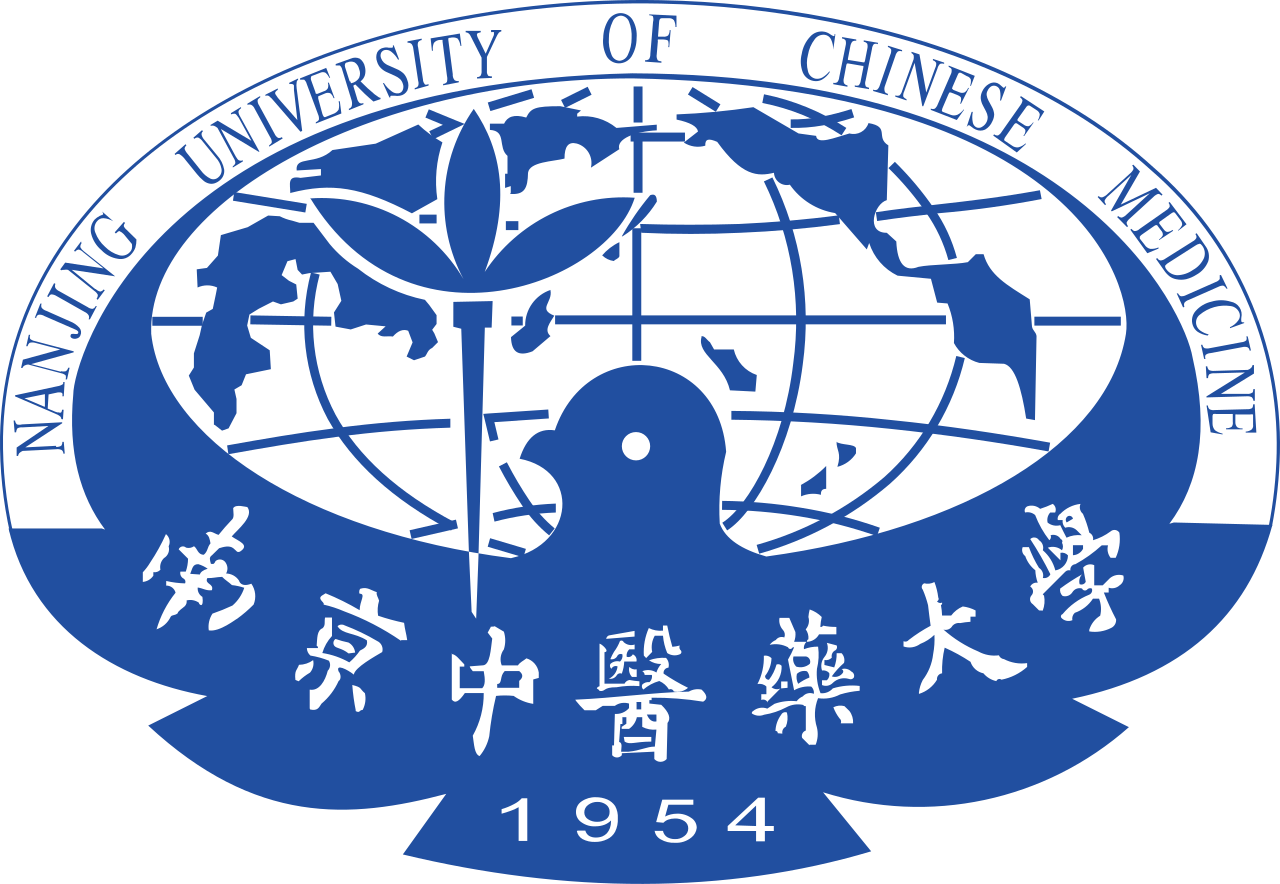 NANJING UNIVERSITY OF CHINESE MEDICINE
南京中醫藥大學
1954